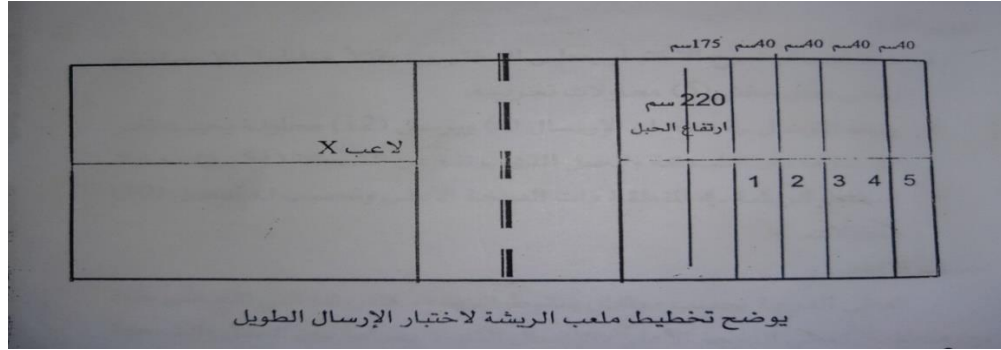 175سم 40سم 40سم 40سم 40سم
220 سم
ارتفاع الحبل
لاعب X
1 2 3 4 5
يوضح تخطيط ملعب الريشة لاختبار الإرسال الطويل